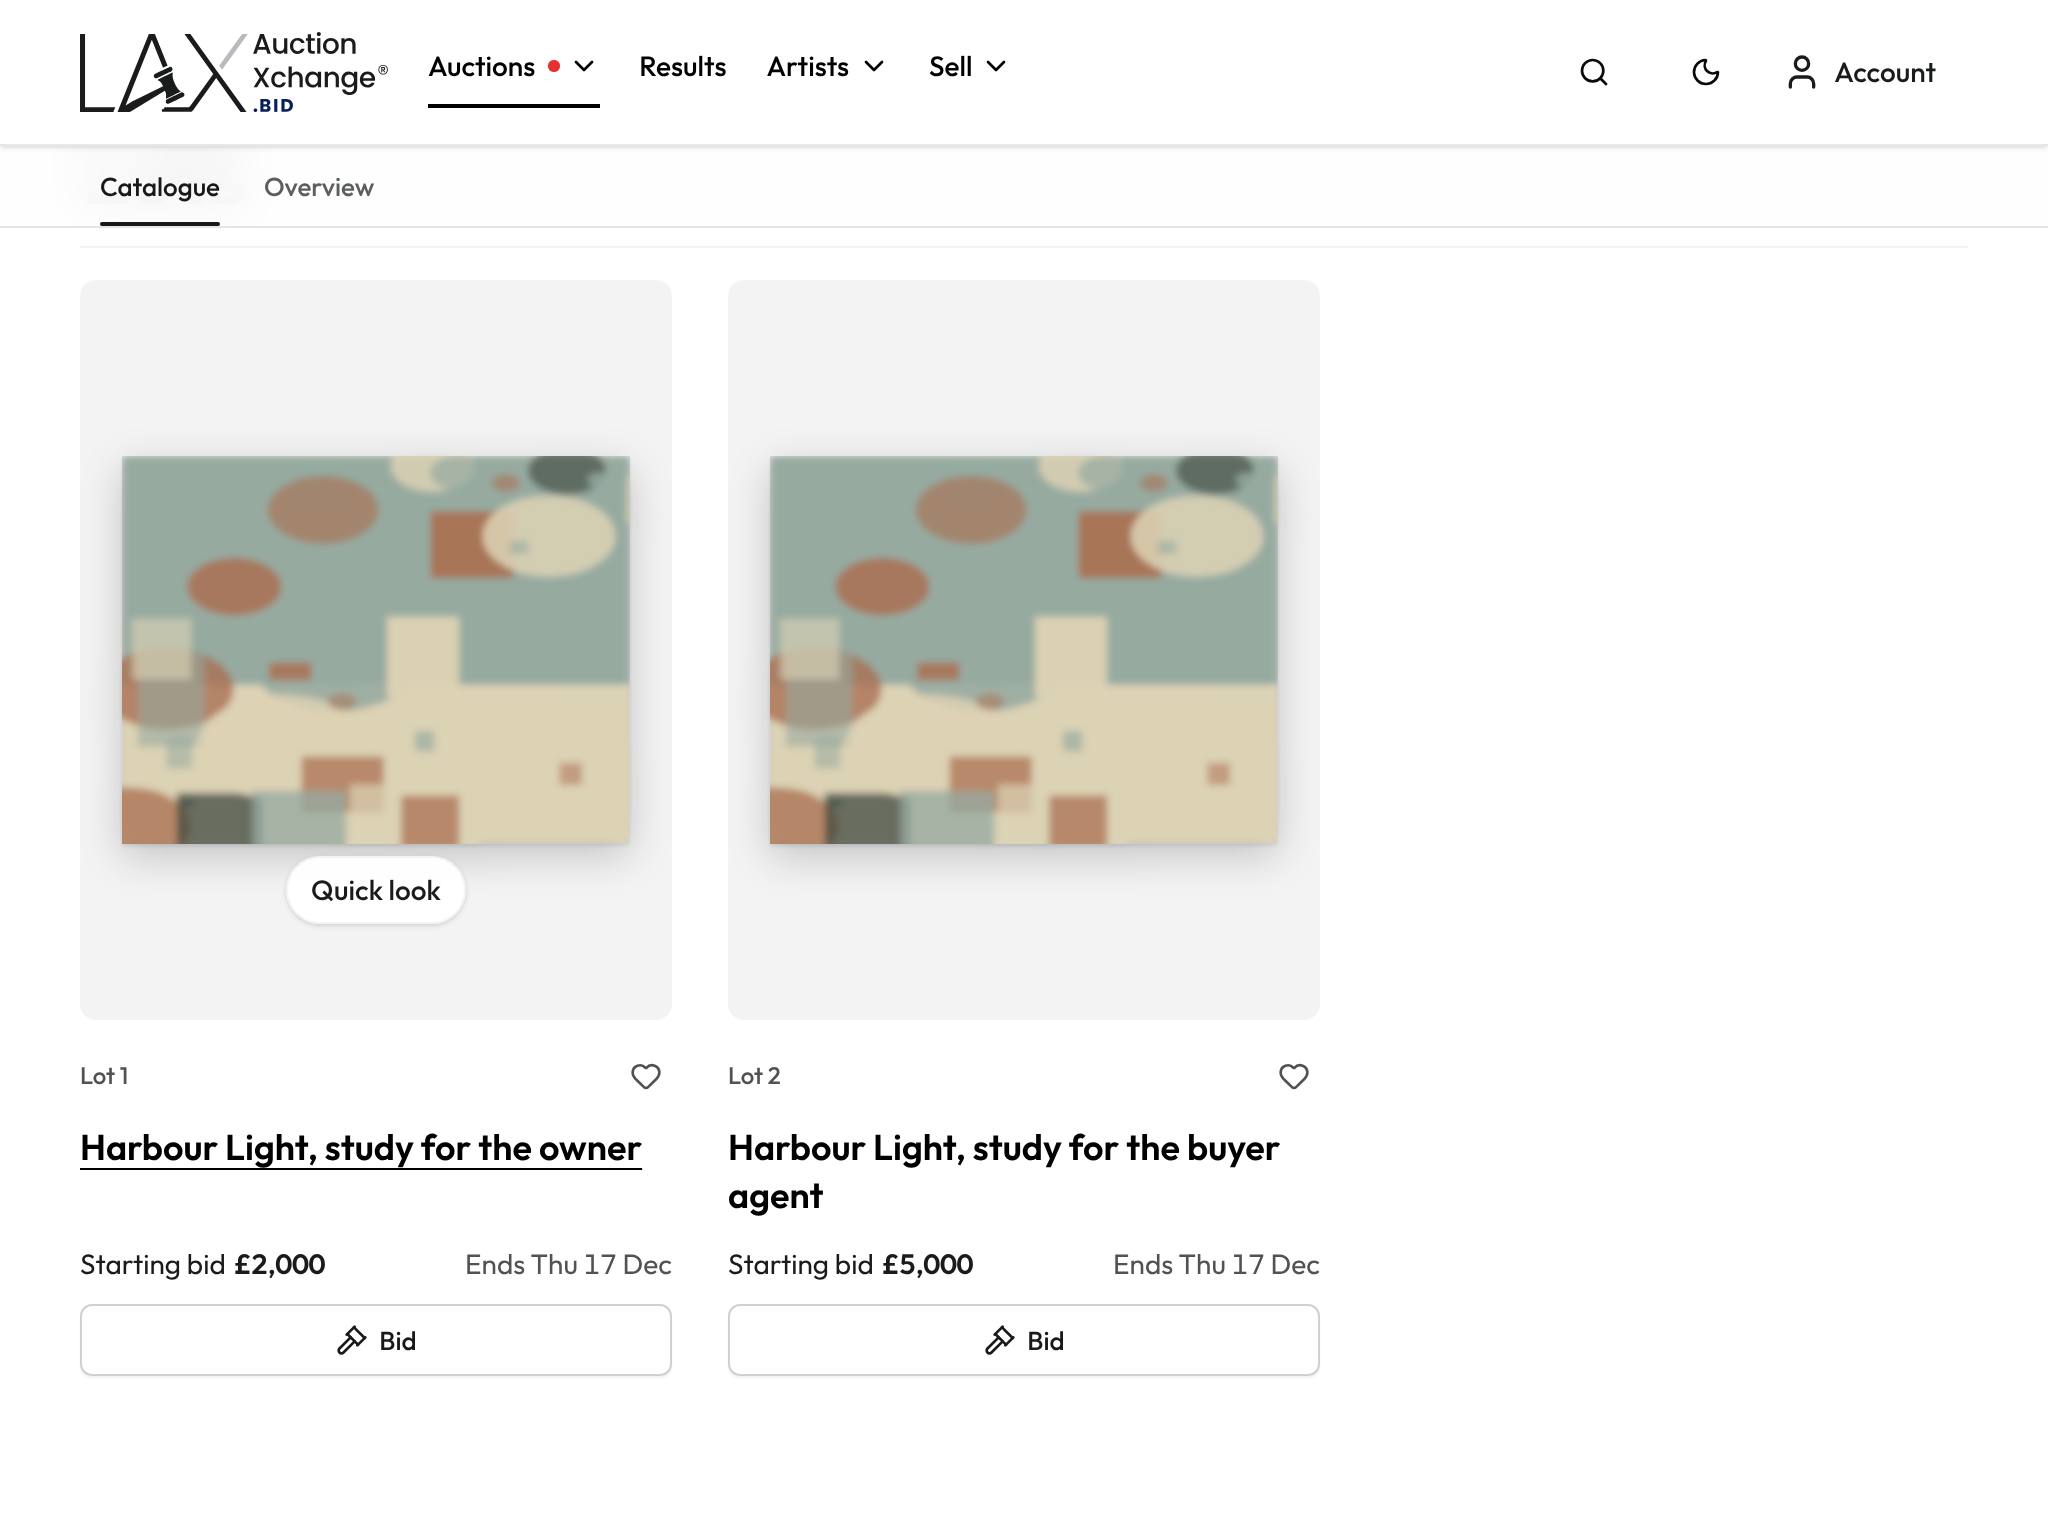 LAX Auction
Xchange®
.BID
Auctions
Results
Artists
Sell
Account
Catalogue
Overview
Quick look
Lot 1
Harbour Light, study for the owner
Starting bid £2,000
Ends Thu 17 Dec
Bid
Lot 2
Harbour Light, study for the buyer
agent
Starting bid £5,000
Ends Thu 17 Dec
Bid